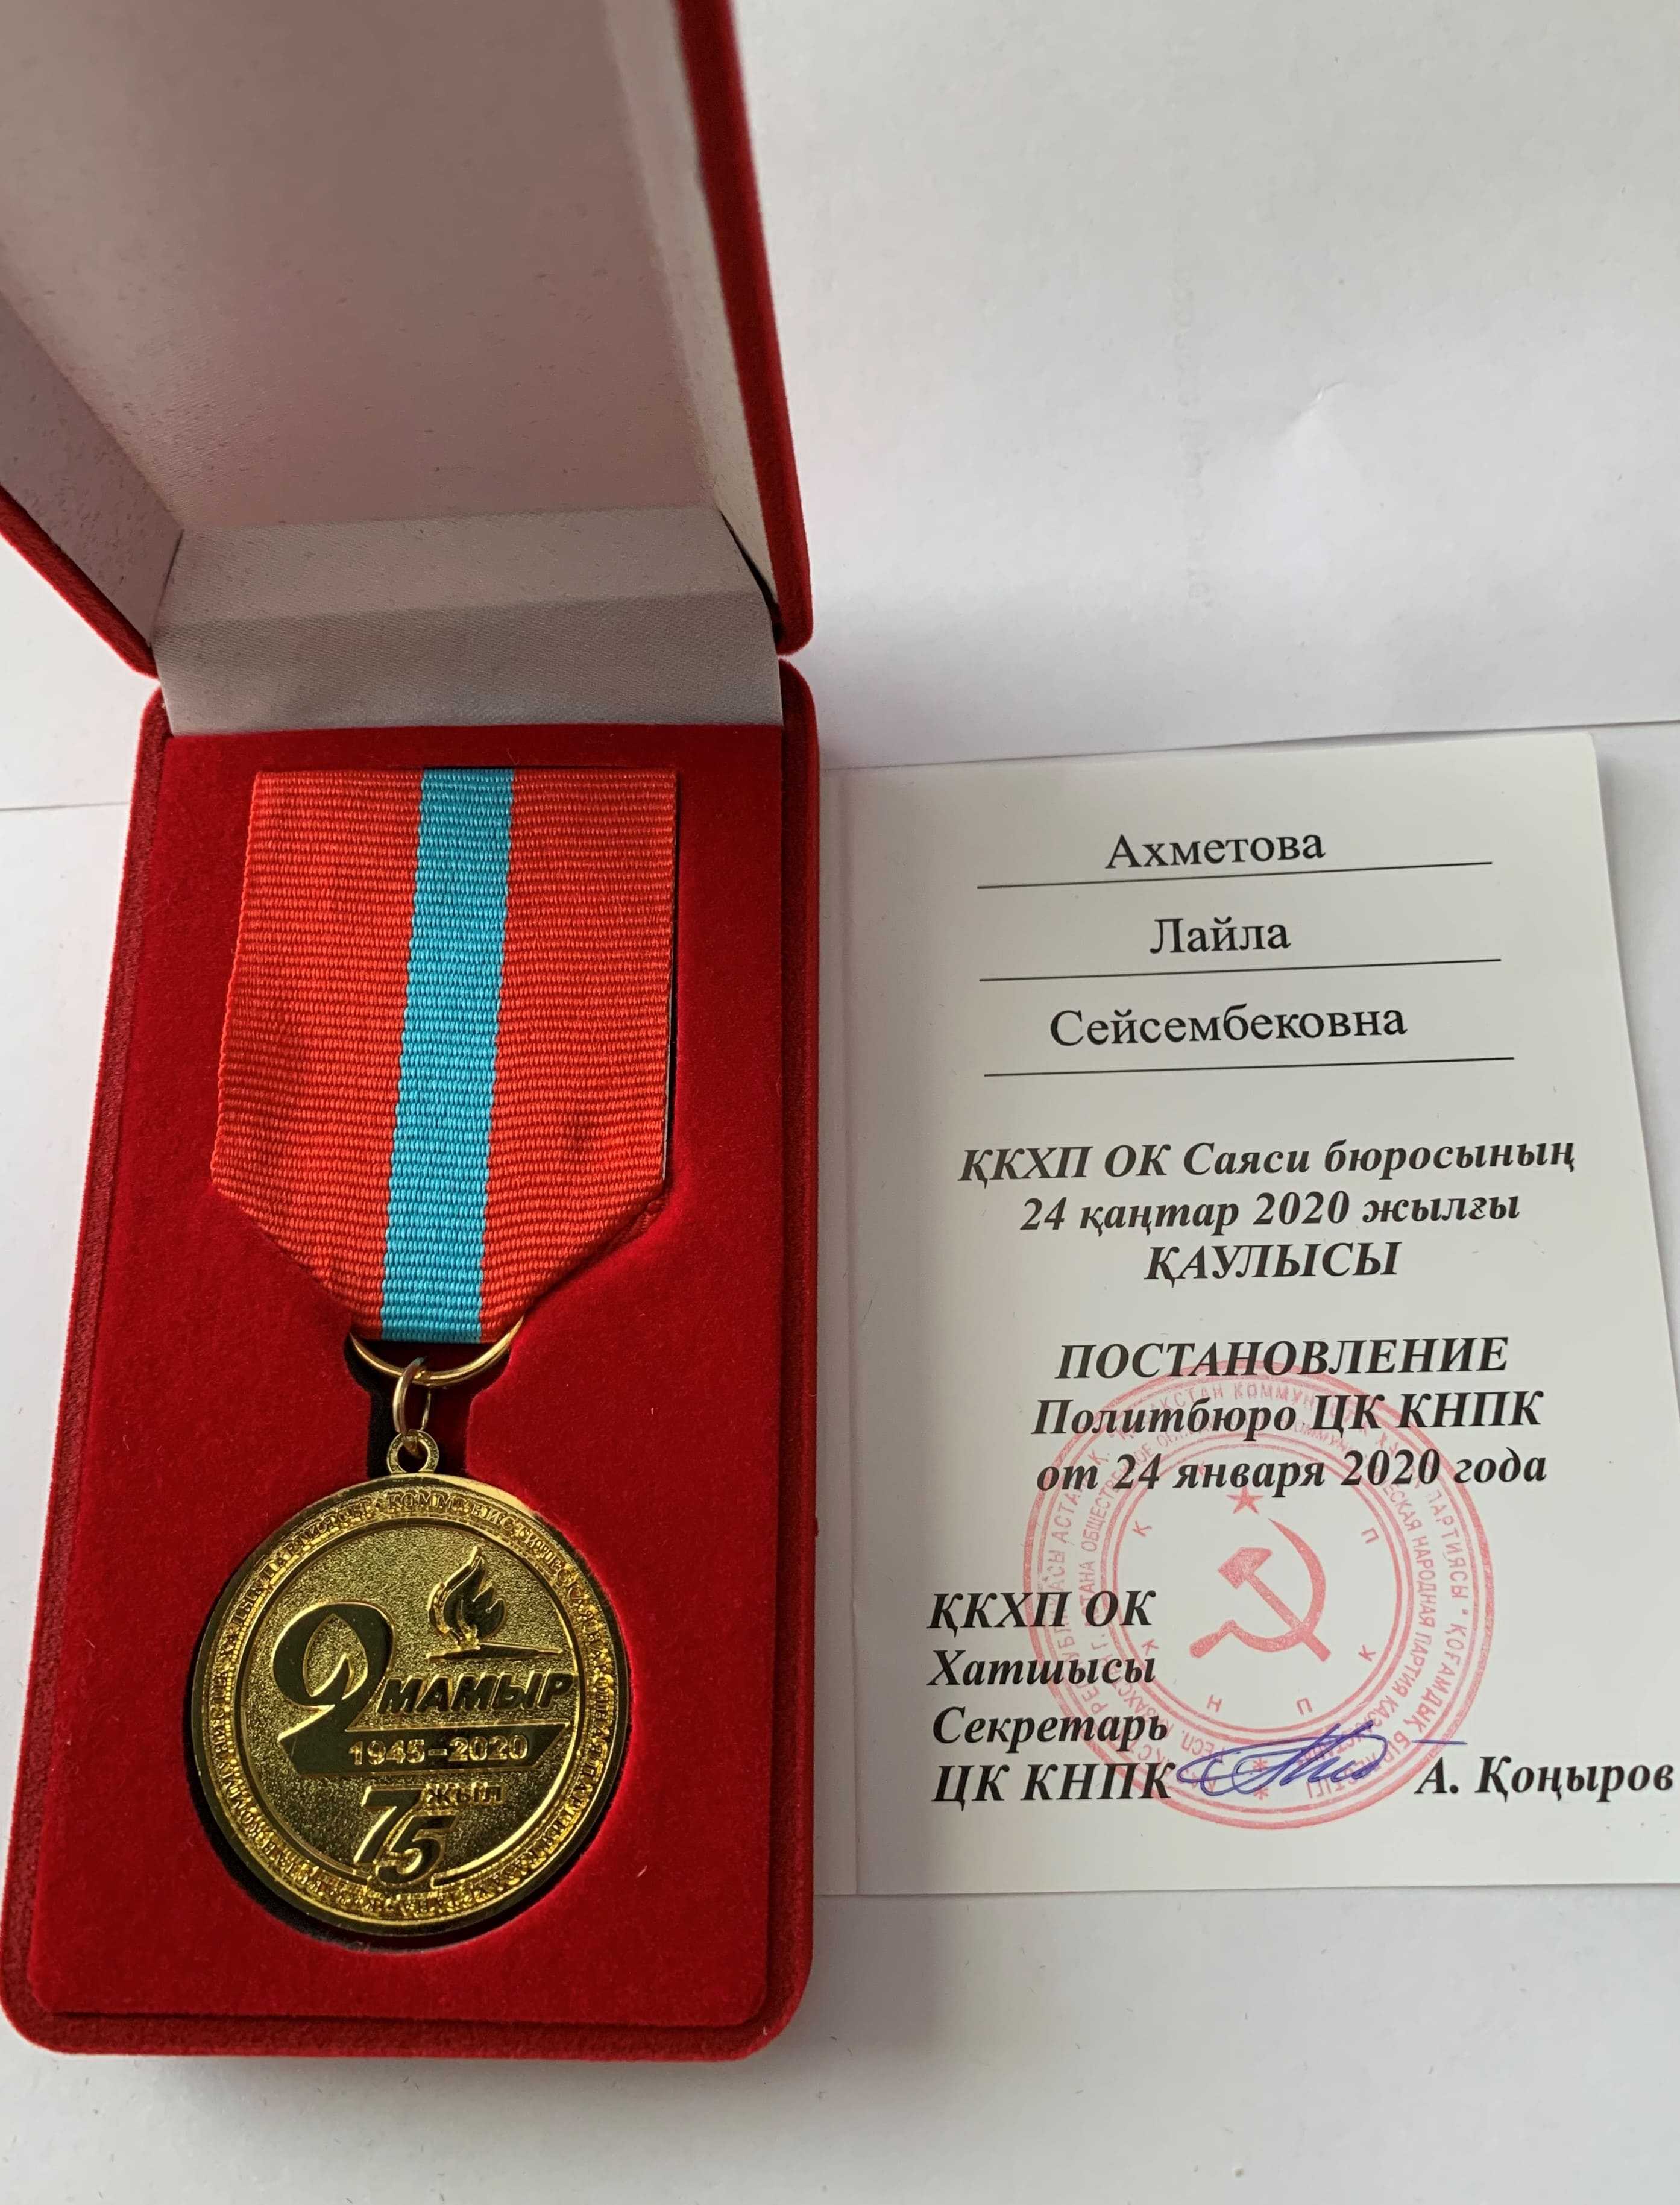 9 МАМЫР
1945-2020
75 ЖЫЛ
Ахметова
Лайла
Сейсембековна
ҚКХП ОК Саяси бюросының
24 қаңтар 2020 жылғы
ҚАУЛЫСЫ
ПОСТАНОВЛЕНИЕ
Политбюро ЦК КНПК
от 24 января 2020 года
ҚКХП ОК
Хатшысы
Секретарь
ЦК КНПК А. Қоңыров